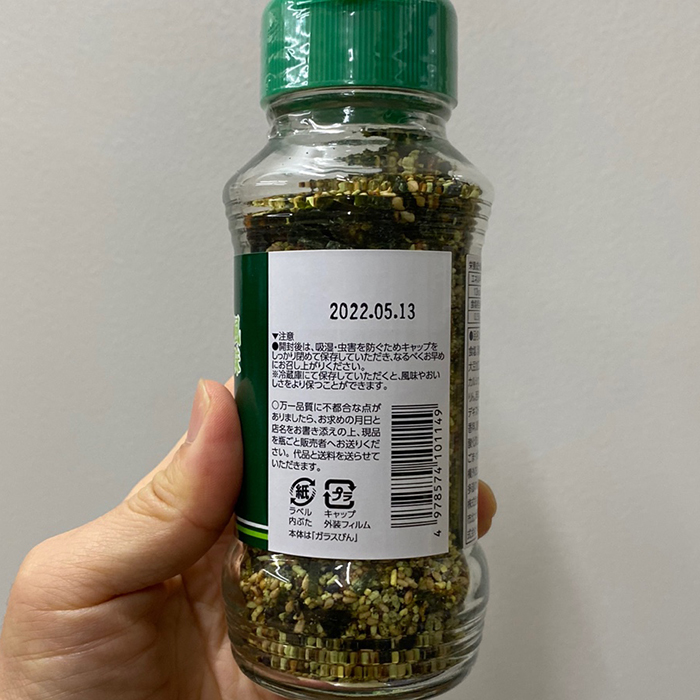 2022.05.13
▼注意
●開封後は、吸湿・虫害を防ぐためキャップを
しっかり閉めて保存していただき、なるべくお早め
にお召し上がりください。
※冷蔵庫にて保存していただくと、風味やおい
しさをより保つことができます。
○万一品質に不都合な点が
ありましたら、お求めの月日と
店名をお書き添えの上、現品
を瓶ごと販売者へお送りくだ
さい。代品と送料を送らせて
いただきます。
紙 プラ
ラベル キャップ
内ぶた 外装フィルム
本体は「ガラスびん」
4 978574 101149